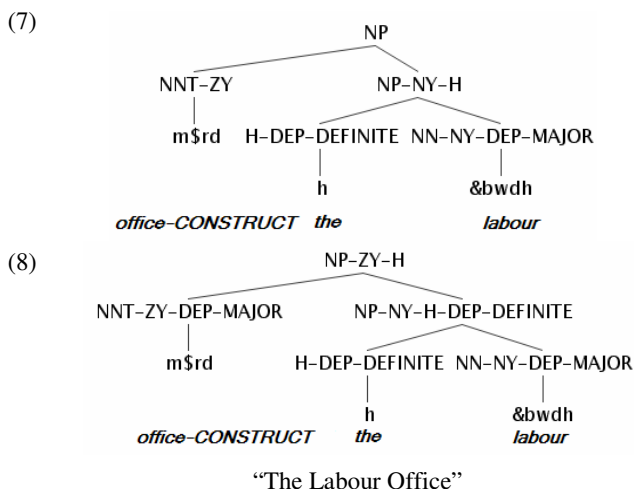 (7)
NP
NNT-ZY NP-NY-H
m$rd H-DEP-DEFINITE NN-NY-DEP-MAJOR
h &bwdh
office-CONSTRUCT the labour
(8)
NP-ZY-H
NNT-ZY-DEP-MAJOR NP-NY-H-DEP-DEFINITE
m$rd H-DEP-DEFINITE NN-NY-DEP-MAJOR
h &bwdh
office-CONSTRUCT the labour
“The Labour Office”